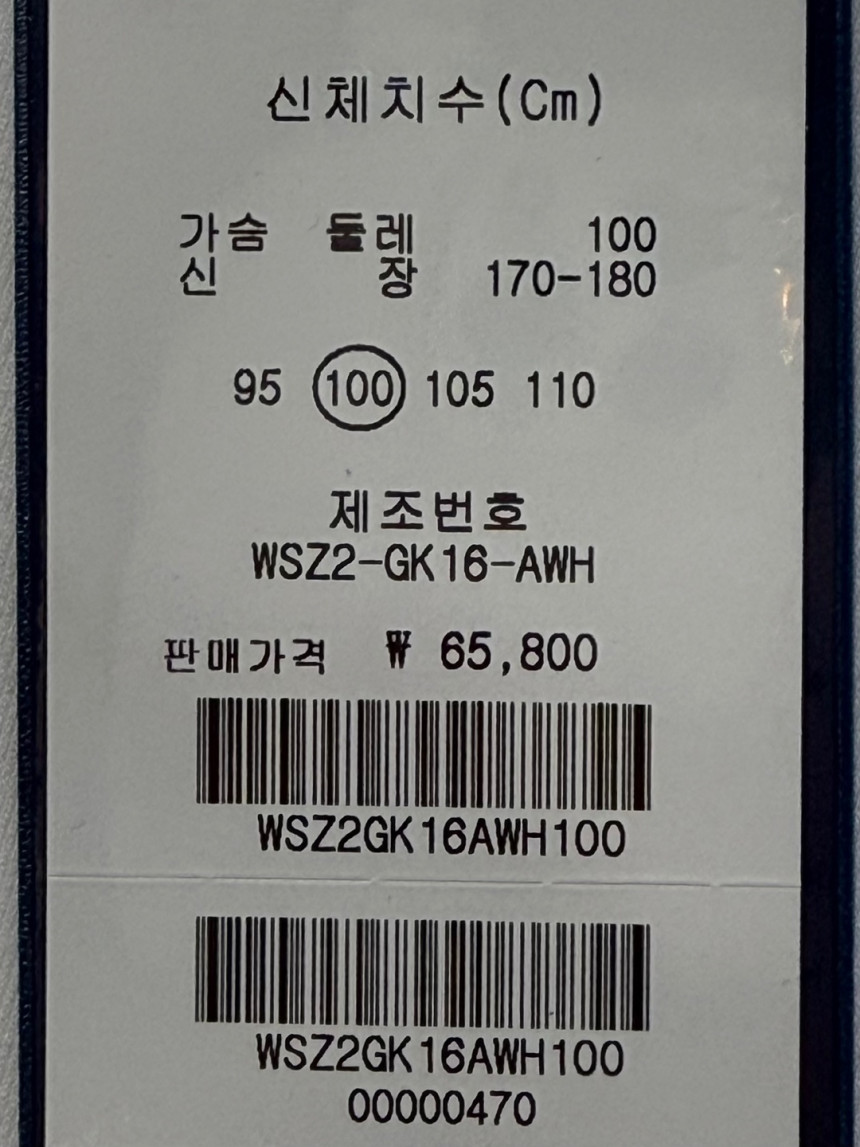 신체치수(Cm)
가슴 둘레 100
신 장 170-180
95 100 105 110
제조번호
WSZ2-GK16-AWH
판매가격 ₩ 65,800
WSZ2GK16AWH100
WSZ2GK16AWH100
00000470